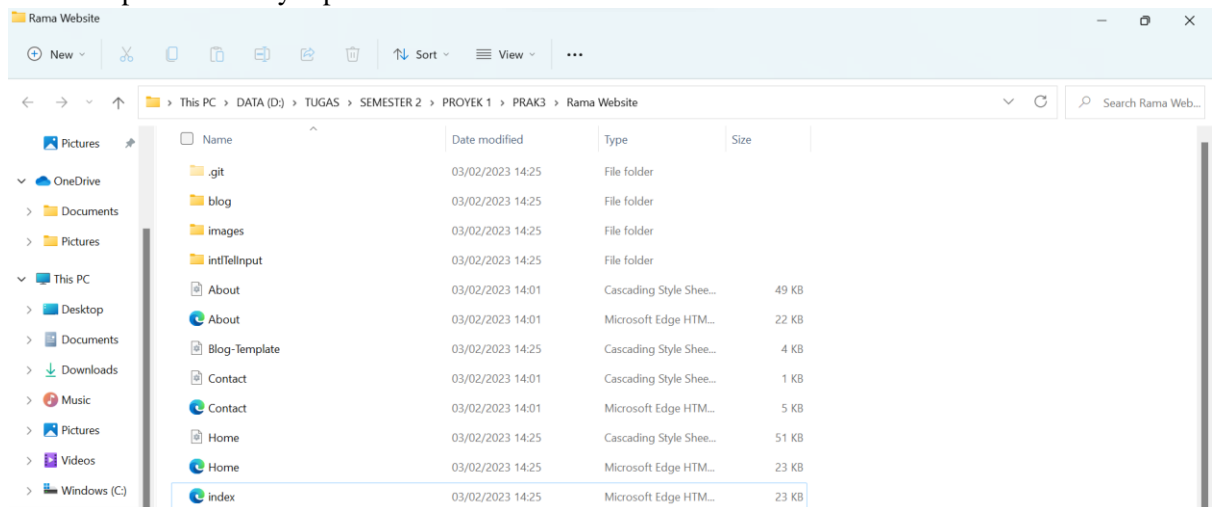 Rama Website
New
Sort
View
This PC > DATA (D:) > TUGAS > SEMESTER 2 > PROYEK 1 > PRAK3 > Rama Website
Search Rama Web...
Name Date modified Type Size
.git 03/02/2023 14:25 File folder
blog 03/02/2023 14:25 File folder
images 03/02/2023 14:25 File folder
intlTelInput 03/02/2023 14:25 File folder
About 03/02/2023 14:01 Cascading Style Shee... 49 KB
About 03/02/2023 14:01 Microsoft Edge HTM... 22 KB
Blog-Template 03/02/2023 14:25 Cascading Style Shee... 4 KB
Contact 03/02/2023 14:01 Cascading Style Shee... 1 KB
Contact 03/02/2023 14:01 Microsoft Edge HTM... 5 KB
Home 03/02/2023 14:25 Cascading Style Shee... 51 KB
Home 03/02/2023 14:25 Microsoft Edge HTM... 23 KB
index 03/02/2023 14:25 Microsoft Edge HTM... 23 KB
Pictures
OneDrive
Documents
Pictures
This PC
Desktop
Documents
Downloads
Music
Pictures
Videos
Windows (C:)